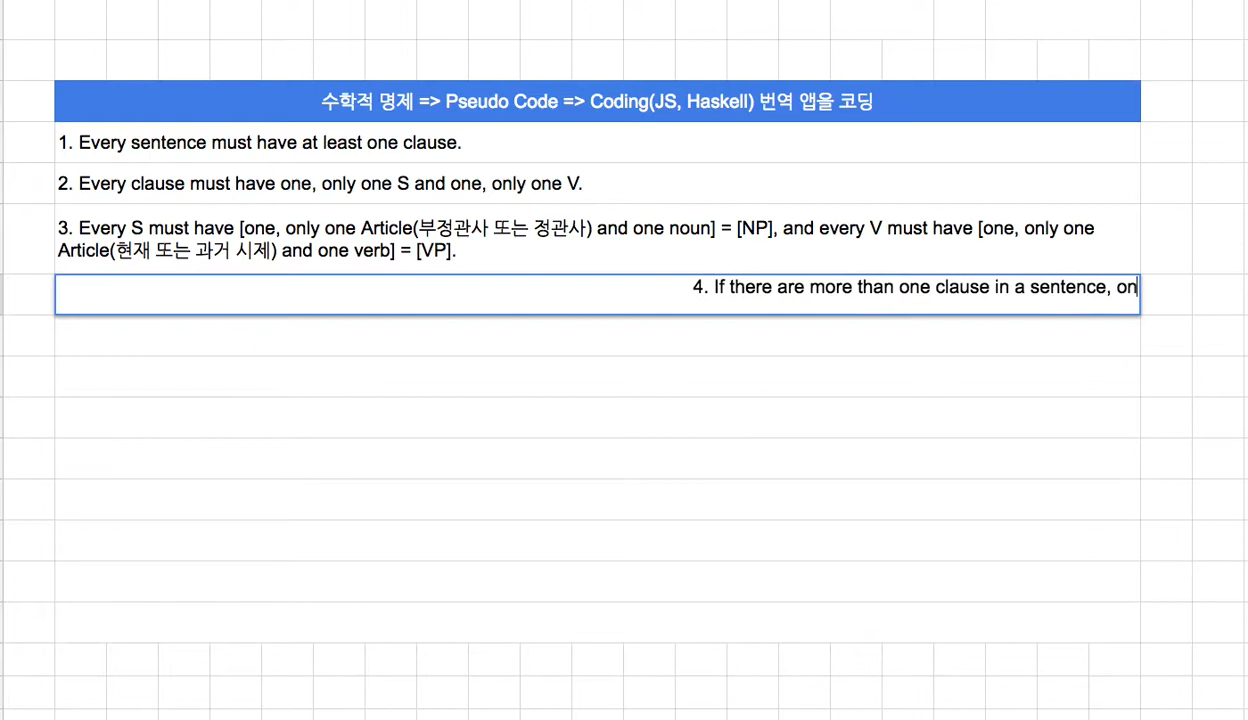 수학적 명제 => Pseudo Code => Coding(JS, Haskell) 번역 앱을 코딩
1. Every sentence must have at least one clause.
2. Every clause must have one, only one S and one, only one V.
3. Every S must have [one, only one Article(부정관사 또는 정관사) and one noun] = [NP], and every V must have [one, only one
Article(현재 또는 과거 시제) and one verb] = [VP].
4. If there are more than one clause in a sentence, on